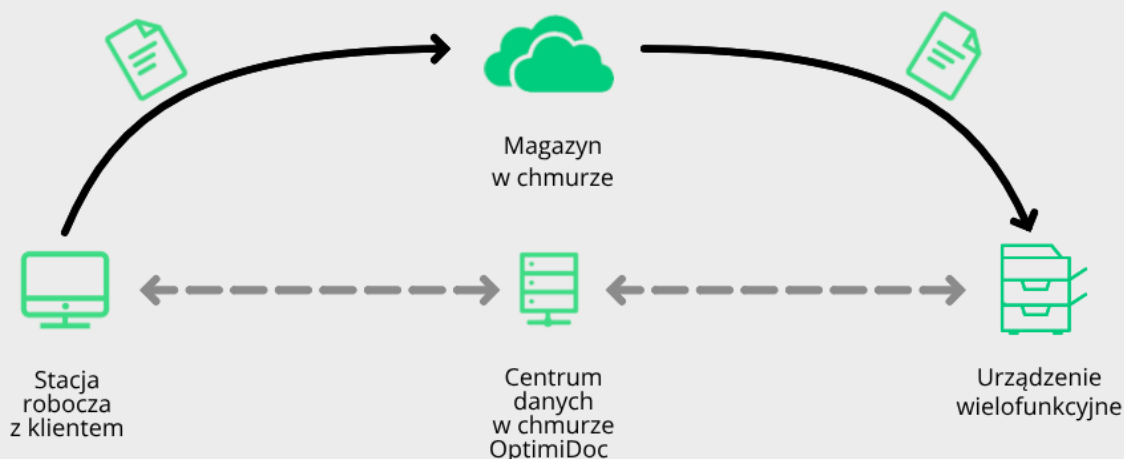 Magazyn
w chmurze
Stacja
robocza
z klientem
Centrum
danych
w chmurze
OptimiDoc
Urządzenie
wielofunkcyjne